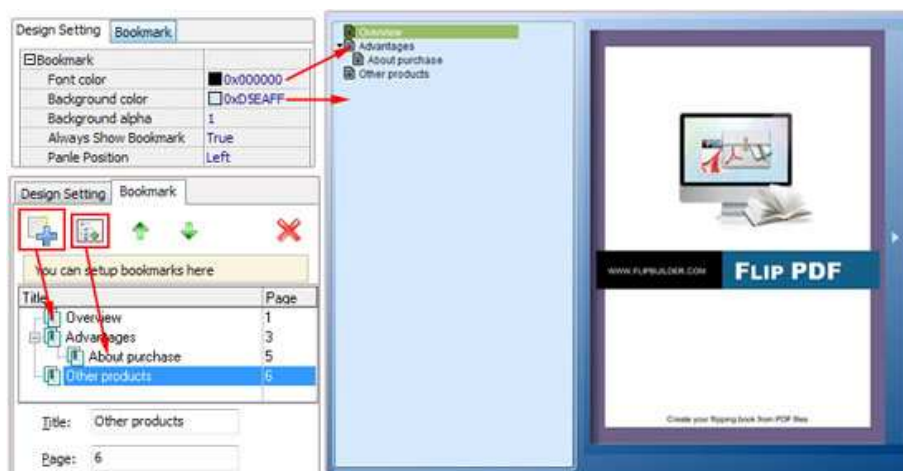 Design Setting Bookmark
Bookmark
Font color 0x000000
Background color 0xD5EAFF
Background alpha 1
Always Show Bookmark True
Panle Position Left
Design Setting Bookmark
You can setup bookmarks here
Title Page
Overview 1
Advantages 3
About purchase 5
Other products 6
Title: Other products
Page: 6
Overview
Advantages
About purchase
Other products
WWW.FLIPBUILDER.COM FLIP PDF
Create your flipping book from PDF files